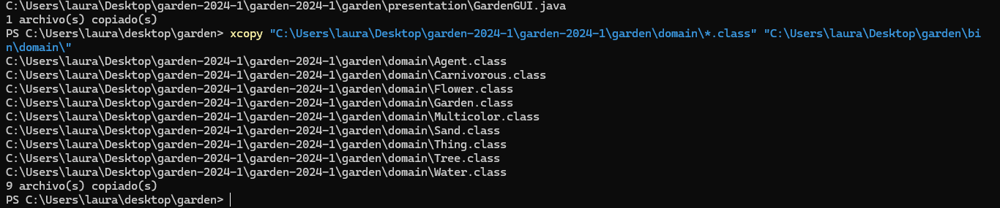 C:\Users\laura\Desktop\garden-2024-1\garden-2024-1\garden\presentation\GardenGUI.java
1 archivo(s) copiado(s)
PS C:\Users\laura\desktop\garden> xcopy "C:\Users\laura\Desktop\garden-2024-1\garden-2024-1\garden\domain\*.class" "C:\Users\laura\Desktop\garden\bi
n\domain\"
C:\Users\laura\Desktop\garden-2024-1\garden-2024-1\garden\domain\Agent.class
C:\Users\laura\Desktop\garden-2024-1\garden-2024-1\garden\domain\Carnivorous.class
C:\Users\laura\Desktop\garden-2024-1\garden-2024-1\garden\domain\Flower.class
C:\Users\laura\Desktop\garden-2024-1\garden-2024-1\garden\domain\Garden.class
C:\Users\laura\Desktop\garden-2024-1\garden-2024-1\garden\domain\Multicolor.class
C:\Users\laura\Desktop\garden-2024-1\garden-2024-1\garden\domain\Sand.class
C:\Users\laura\Desktop\garden-2024-1\garden-2024-1\garden\domain\Thing.class
C:\Users\laura\Desktop\garden-2024-1\garden-2024-1\garden\domain\Tree.class
C:\Users\laura\Desktop\garden-2024-1\garden-2024-1\garden\domain\Water.class
9 archivo(s) copiado(s)
PS C:\Users\laura\desktop\garden>